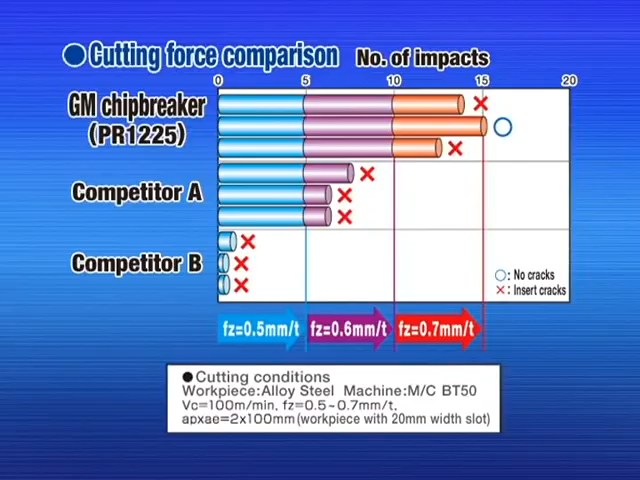 ●Cutting force comparison No. of impacts
0 5 10 15 20
GM chipbreaker
(PR1225)
Competitor A
Competitor B
○: No cracks
×: Insert cracks
fz=0.5mm/t fz=0.6mm/t fz=0.7mm/t
●Cutting conditions
Workpiece:Alloy Steel Machine:M/C BT50
Vc=100m/min, fz=0.5~0.7mm/t,
apxae=2x100mm(workpiece with 20mm width slot)